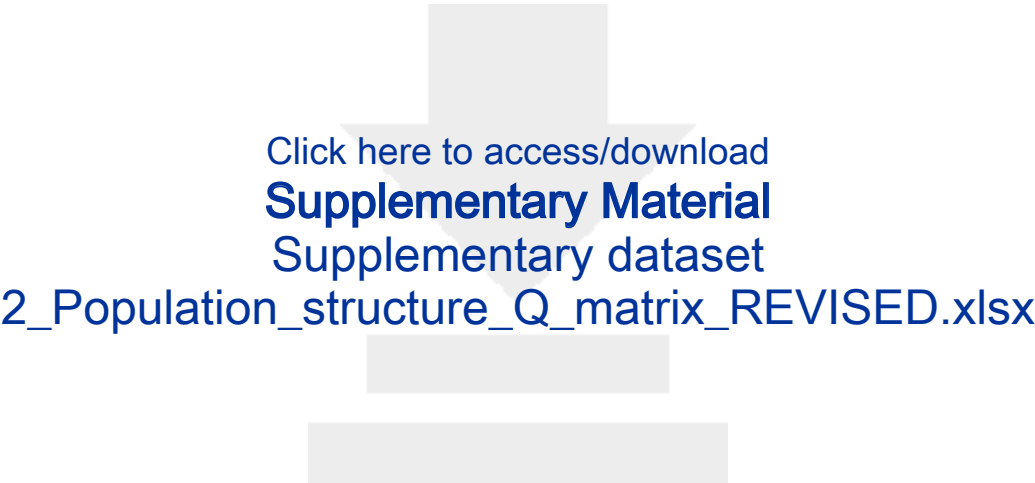 Click here to access/download
Supplementary Material
Supplementary dataset
2_Population_structure_Q_matrix_REVISED.xlsx